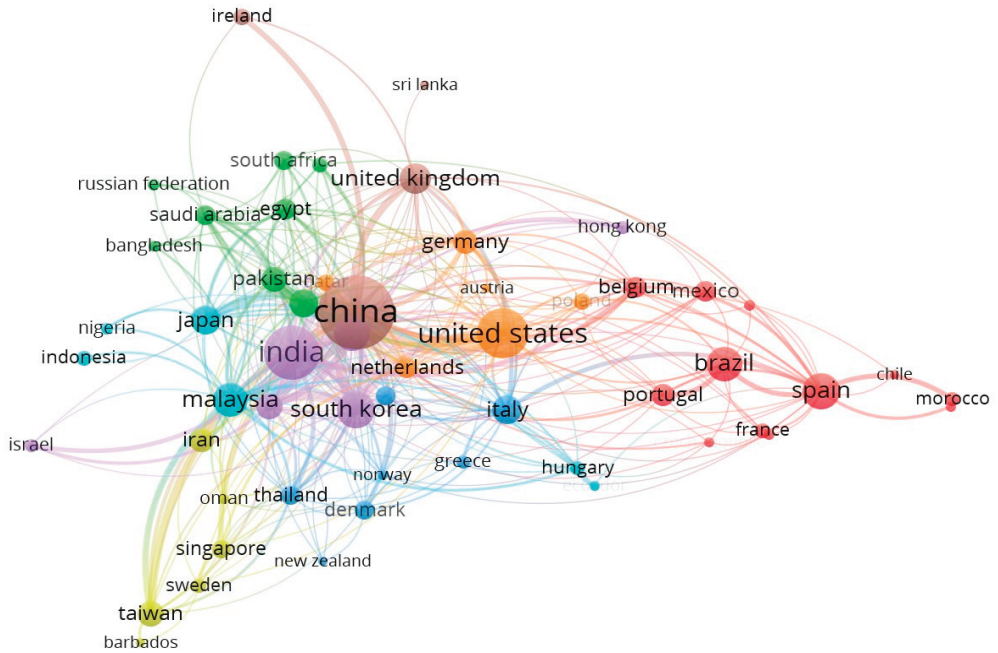 ireland
sri lanka
south africa
united kingdom
russian federation
saudi arabia
egypt
hong kong
bangladesh
germany
pakistan
qatar
austria
belgium
mexico
poland
china
nigeria
japan
united states
indonesia
india
netherlands
brazil
chile
malaysia
south korea
italy
portugal
spain
morocco
israel
iran
france
greece
hungary
norway
ecuador
oman
thailand
denmark
singapore
new zealand
sweden
taiwan
barbados